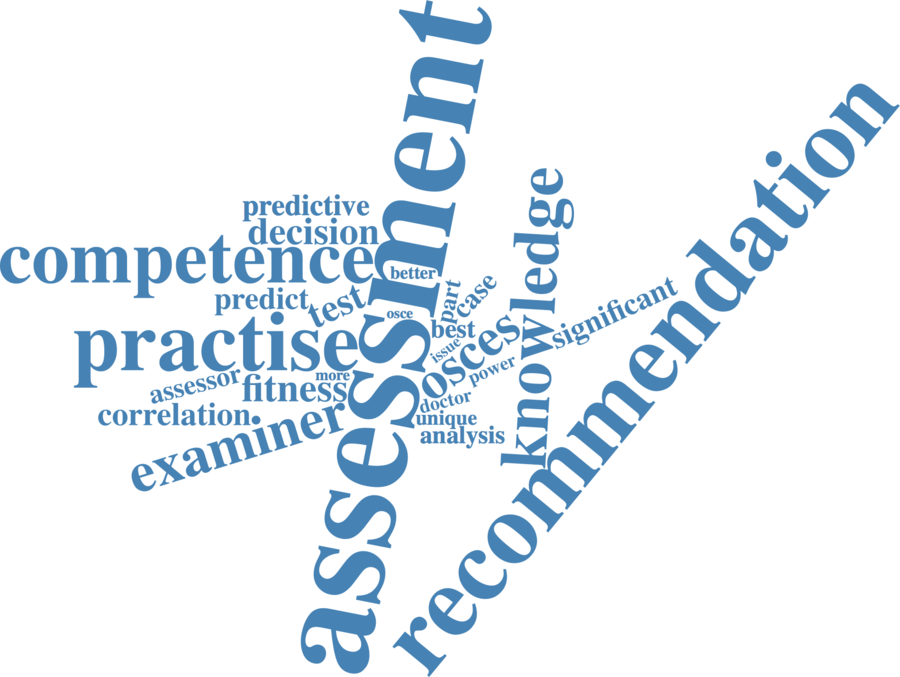 assessment
recommendation
predictive
decision
competence
better
predict
test
osce
part
case
knowledge
best
osces
significant
practise
issue
power
more
assessor
fitness
doctor
correlation.
unique
examiner
analysis